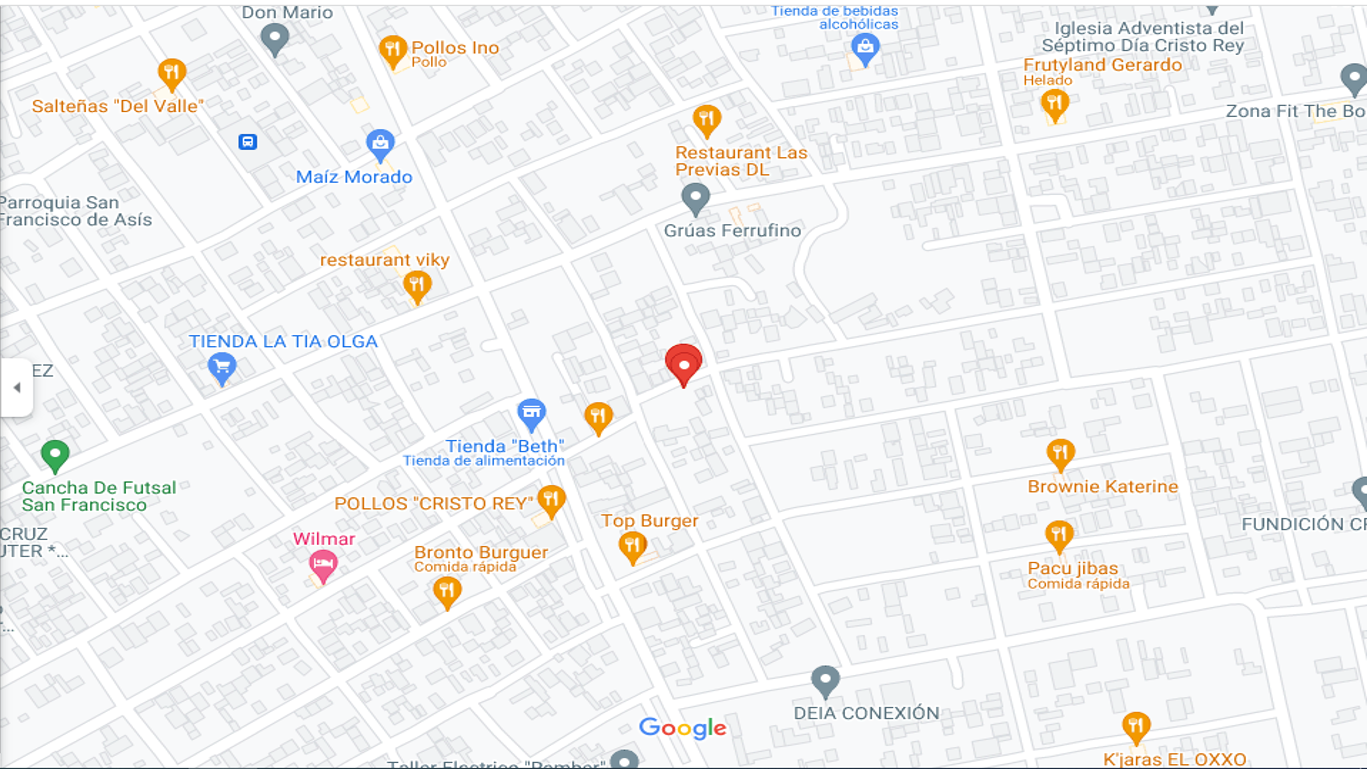 Don Mario
Tienda de bebidas
alcohólicas
Iglesia Adventista del
Séptimo Día Cristo Rey
Pollos Ino
Pollo
Frutyland Gerardo
Helado
Salteñas "Del Valle"
Zona Fit The Bo
Restaurant Las
Previas DL
Maíz Morado
Parroquia San
Francisco de Asís
Grúas Ferrufino
restaurant viky
TIENDA LA TIA OLGA
EZ
Tienda "Beth"
Tienda de alimentación
Cancha De Futsal
San Francisco
Brownie Katerine
POLLOS "CRISTO REY"
Top Burger
FUNDICIÓN CR
CRUZ
UTER *...
Wilmar
Bronto Burguer
Comida rápida
Pacu jibas
Comida rápida
DEIA CONEXIÓN
Google
K'jaras EL OXXO